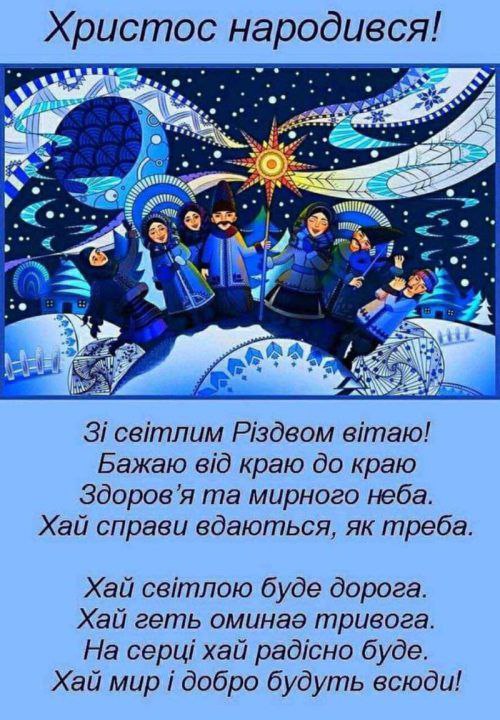 Христос народився!
Зі світлим Різдвом вітаю!
Бажаю від краю до краю
Здоров'я та мирного неба.
Хай справи вдаються, як треба.
Хай світлою буде дорога.
Хай геть оминаə тривога.
На серці хай радісно буде.
Хай мир і добро будуть всюди!